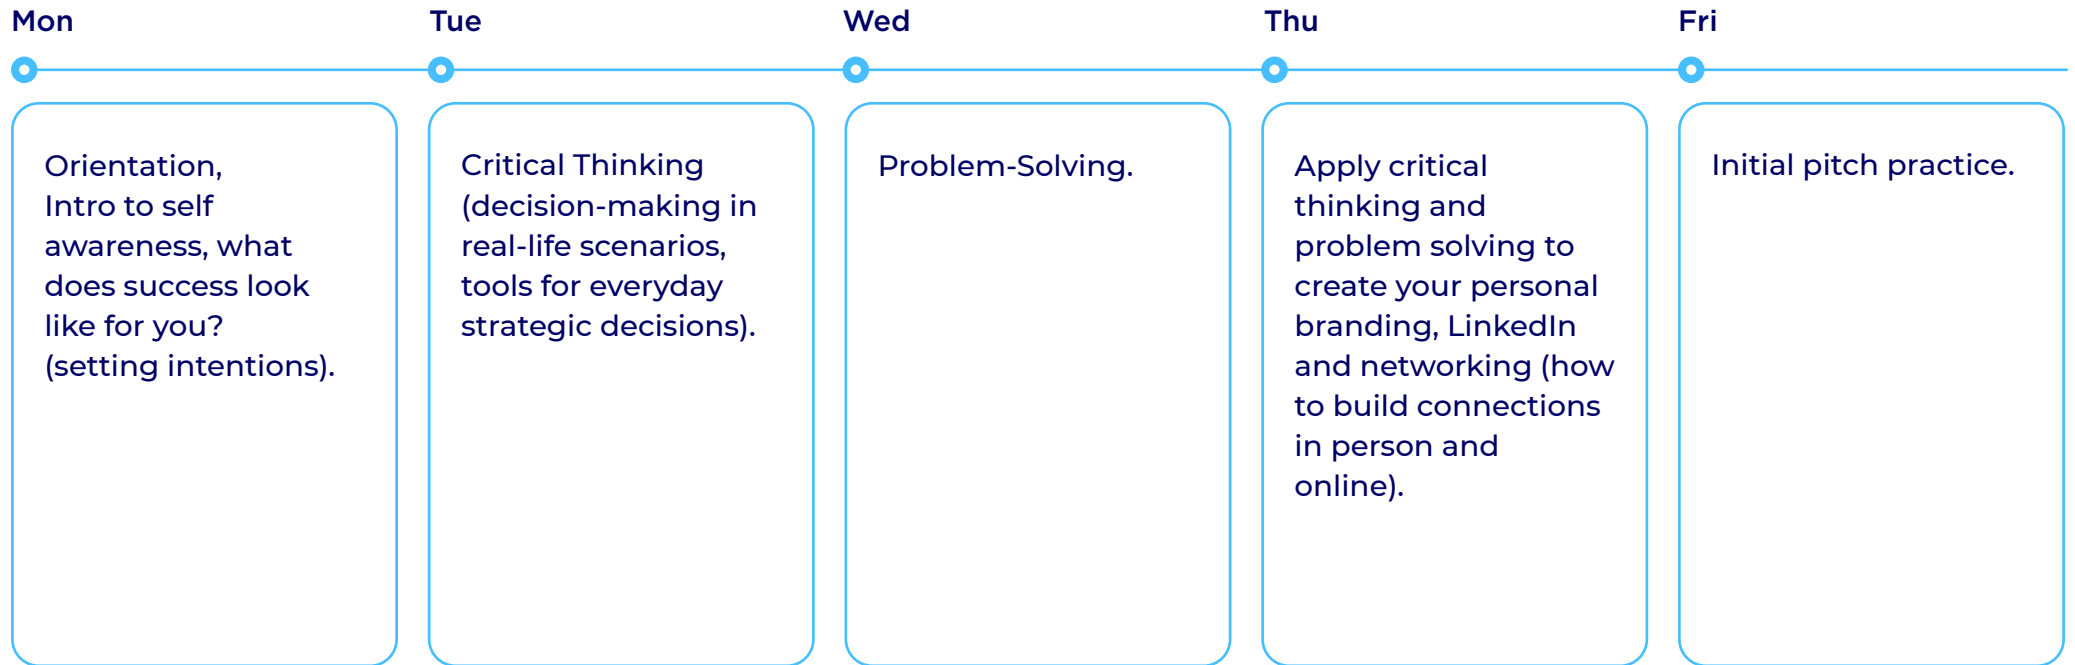 Mon
Tue
Wed
Thu
Fri
Orientation,
Intro to self
awareness, what
does success look
like for you?
(setting intentions).
Critical Thinking
(decision-making in
real-life scenarios,
tools for everyday
strategic decisions).
Problem-Solving.
Apply critical
thinking and
problem solving to
create your personal
branding, LinkedIn
and networking (how
to build connections
in person and
online).
Initial pitch practice.